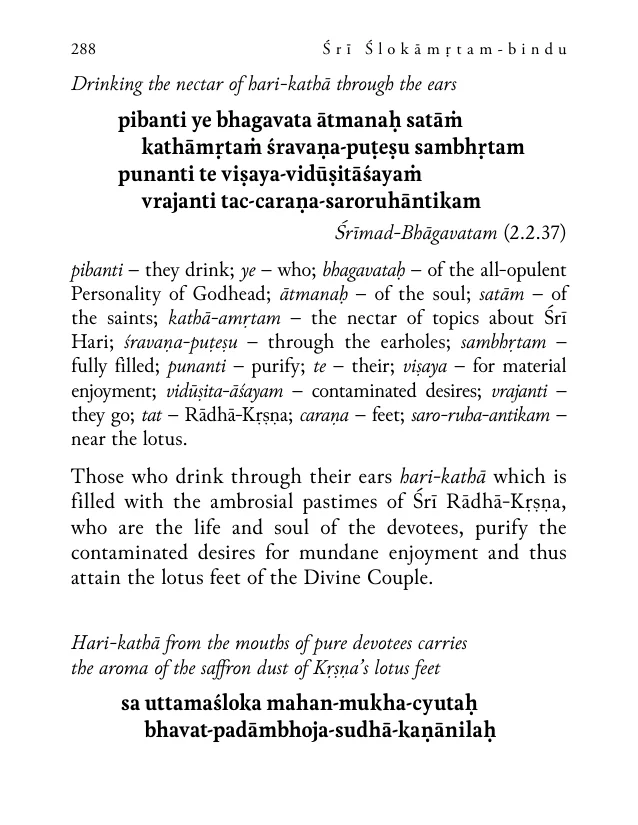 288 Śrī Ślokāmṛtam-bindu
Drinking the nectar of hari-kathā through the ears
pibanti ye bhagavata ātmanaḥ satāṁ
kathāmṛtaṁ śravaṇa-puṭeṣu sambhṛtam
punanti te viṣaya-vidūṣitāśayaṁ
vrajanti tac-caraṇa-saroruhāntikam
Śrīmad-Bhāgavatam (2.2.37)
pibanti – they drink; ye – who; bhagavataḥ – of the all-opulent
Personality of Godhead; ātmanaḥ – of the soul; satām – of
the saints; kathā-amṛtam – the nectar of topics about Śrī
Hari; śravaṇa-puṭeṣu – through the earholes; sambhṛtam –
fully filled; punanti – purify; te – their; viṣaya – for material
enjoyment; vidūṣita-āśayam – contaminated desires; vrajanti –
they go; tat – Rādhā-Kṛṣṇa; caraṇa – feet; saro-ruha-antikam –
near the lotus.
Those who drink through their ears hari-kathā which is
filled with the ambrosial pastimes of Śrī Rādhā-Kṛṣṇa,
who are the life and soul of the devotees, purify the
contaminated desires for mundane enjoyment and thus
attain the lotus feet of the Divine Couple.
Hari-kathā from the mouths of pure devotees carries
the aroma of the saffron dust of Kṛṣṇa’s lotus feet
sa uttamaśloka mahan-mukha-cyutaḥ
bhavat-padāmbhoja-sudhā-kaṇānilaḥ